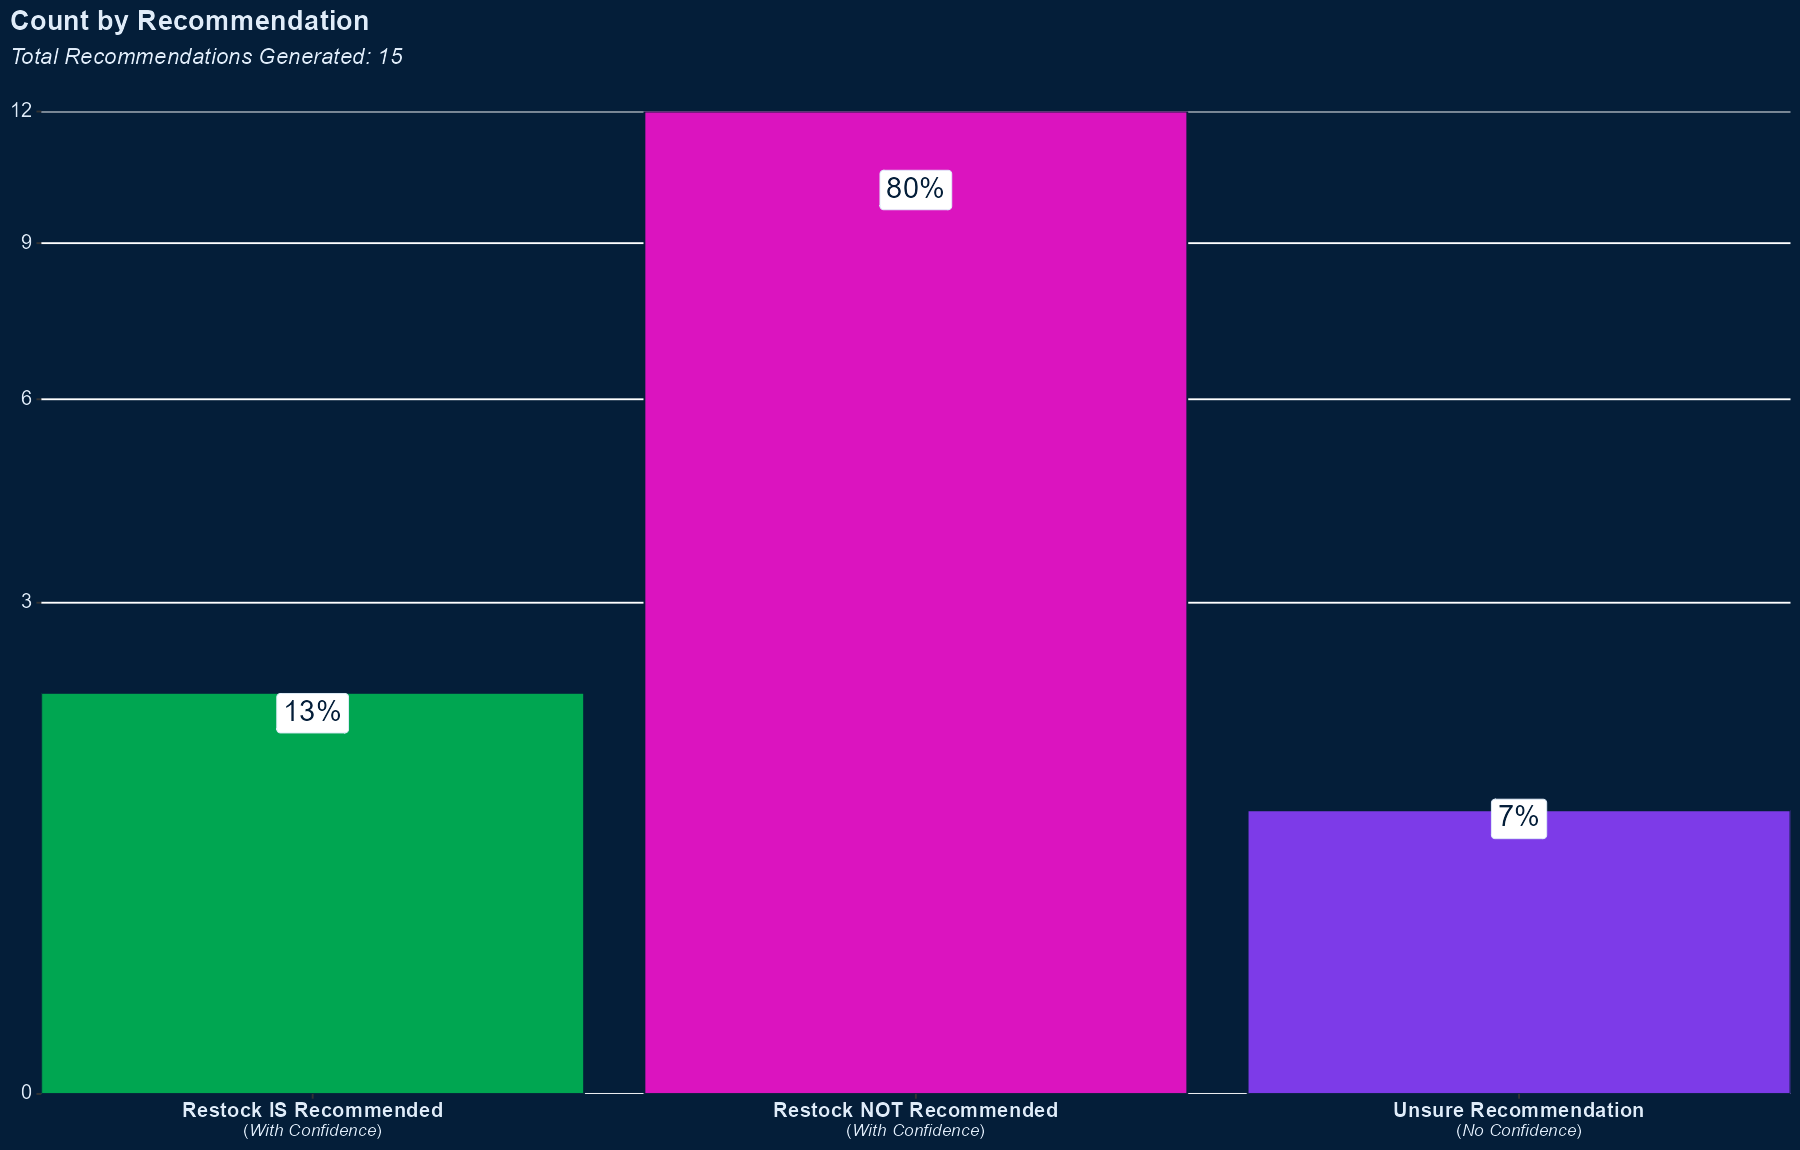 Count by Recommendation
Total Recommendations Generated: 15
12
80%
9
6
3
13%
7%
0
Restock IS Recommended
(With Confidence)
Restock NOT Recommended
(With Confidence)
Unsure Recommendation
(No Confidence)